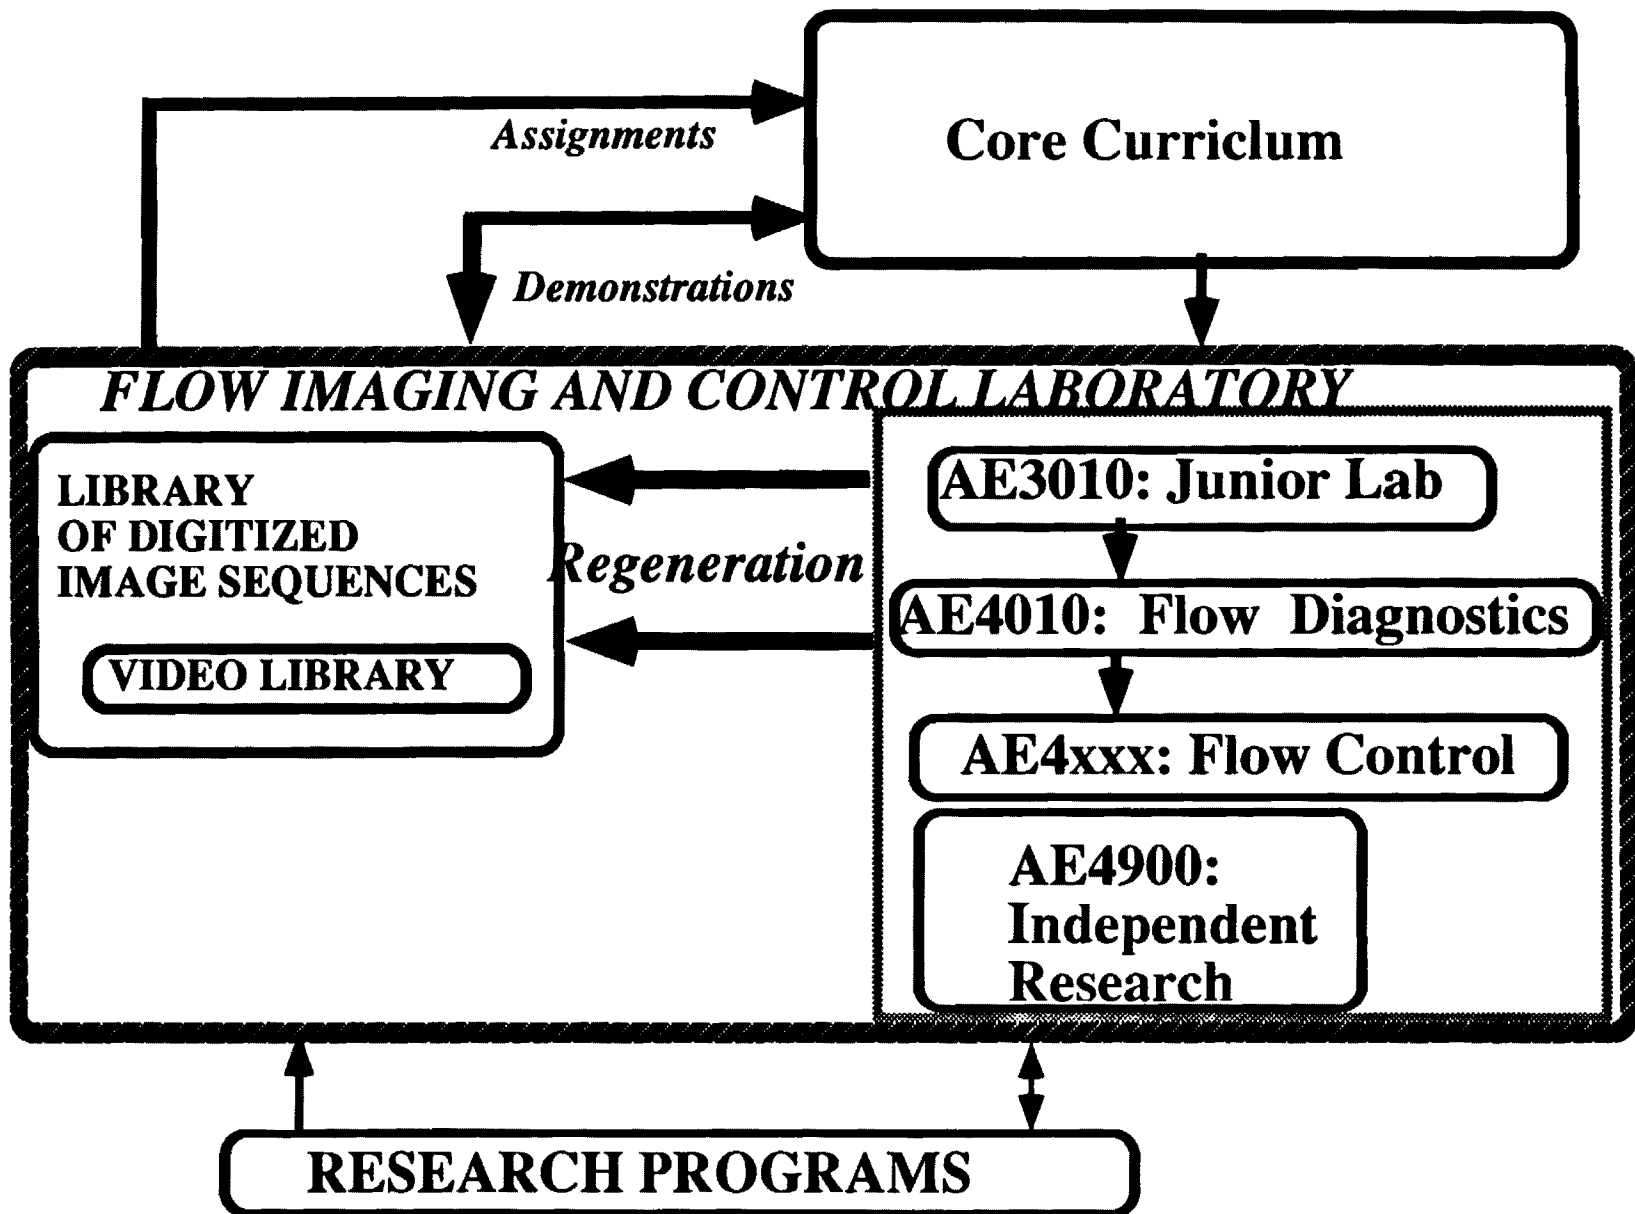 Assignments
Core Curriclum
Demonstrations
FLOW IMAGING AND CONTROL LABORATORY
LIBRARY
OF DIGITIZED
IMAGE SEQUENCES
VIDEO LIBRARY
Regeneration
AE3010: Junior Lab
AE4010: Flow Diagnostics
AE4xxx: Flow Control
AE4900:
Independent
Research
RESEARCH PROGRAMS